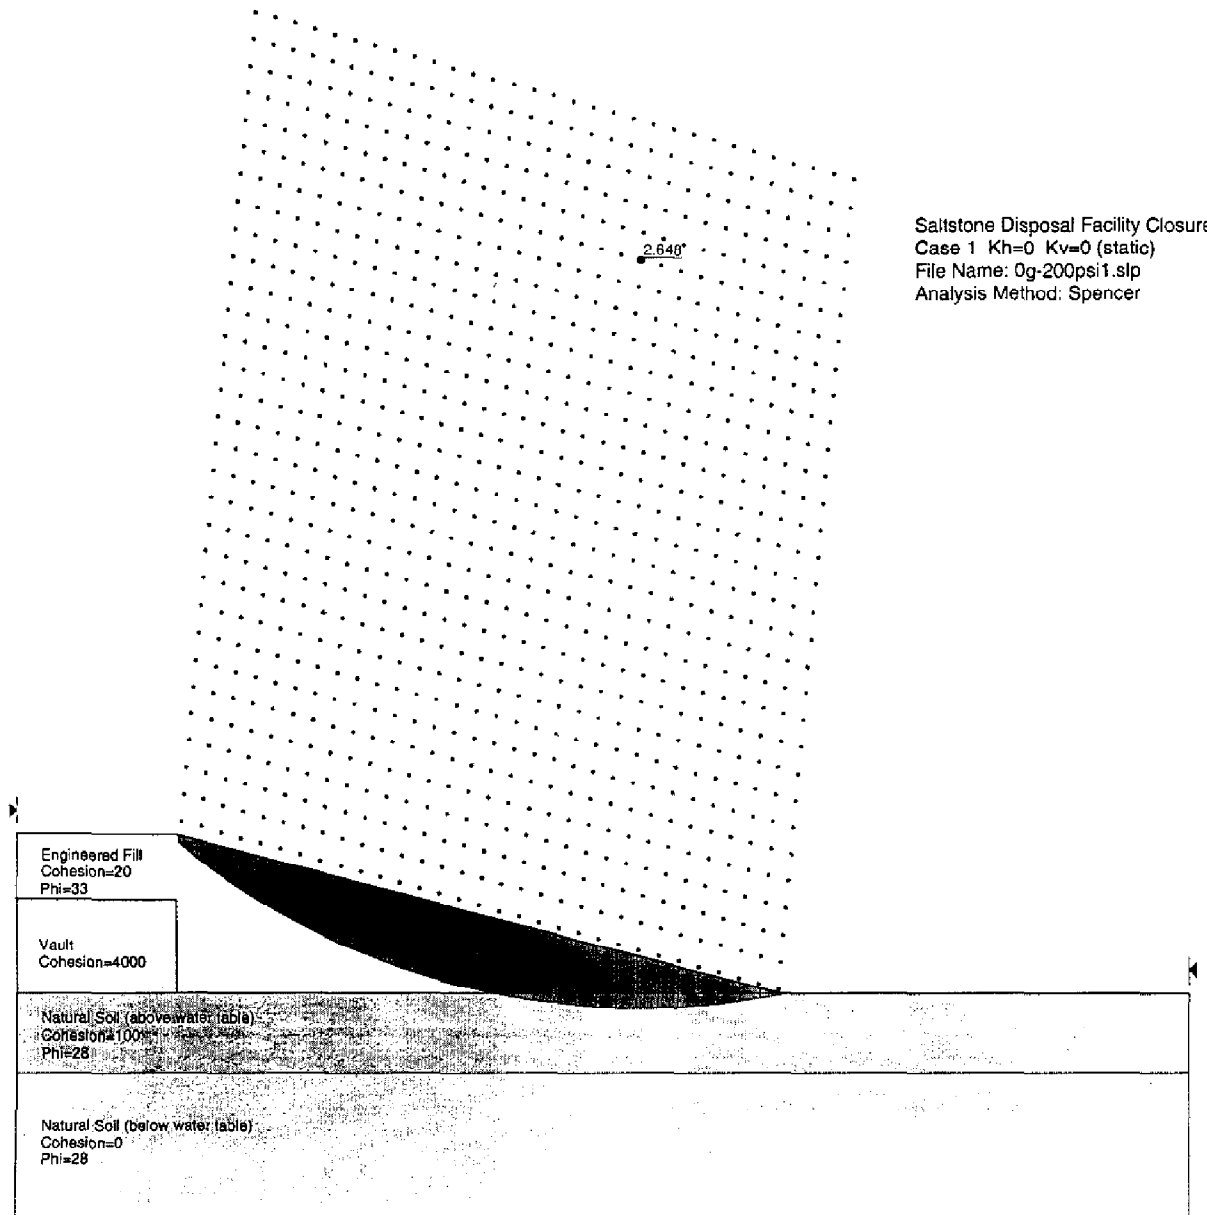 2.648
Saltstone Disposal Facility Closure
Case 1 Kh=0 Kv=0 (static)
File Name: 0g-200psi1.slp
Analysis Method: Spencer
Engineered Fill
Cohesion=20
Phi=33
Vault
Cohesion=4000
Natural Soil (above water table)
Cohesion=100
Phi=28
Natural Soil (below water table)
Cohesion=0
Phi=28